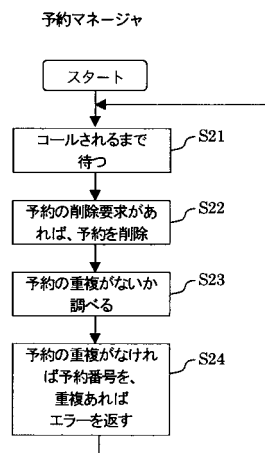 予約マネージャ
スタート
コールされるまで
待つ
S21
予約の削除要求があ
れば、予約を削除
S22
予約の重複がないか
調べる
S23
予約の重複がなけれ
ば予約番号を、
重複あれば
エラーを返す
S24